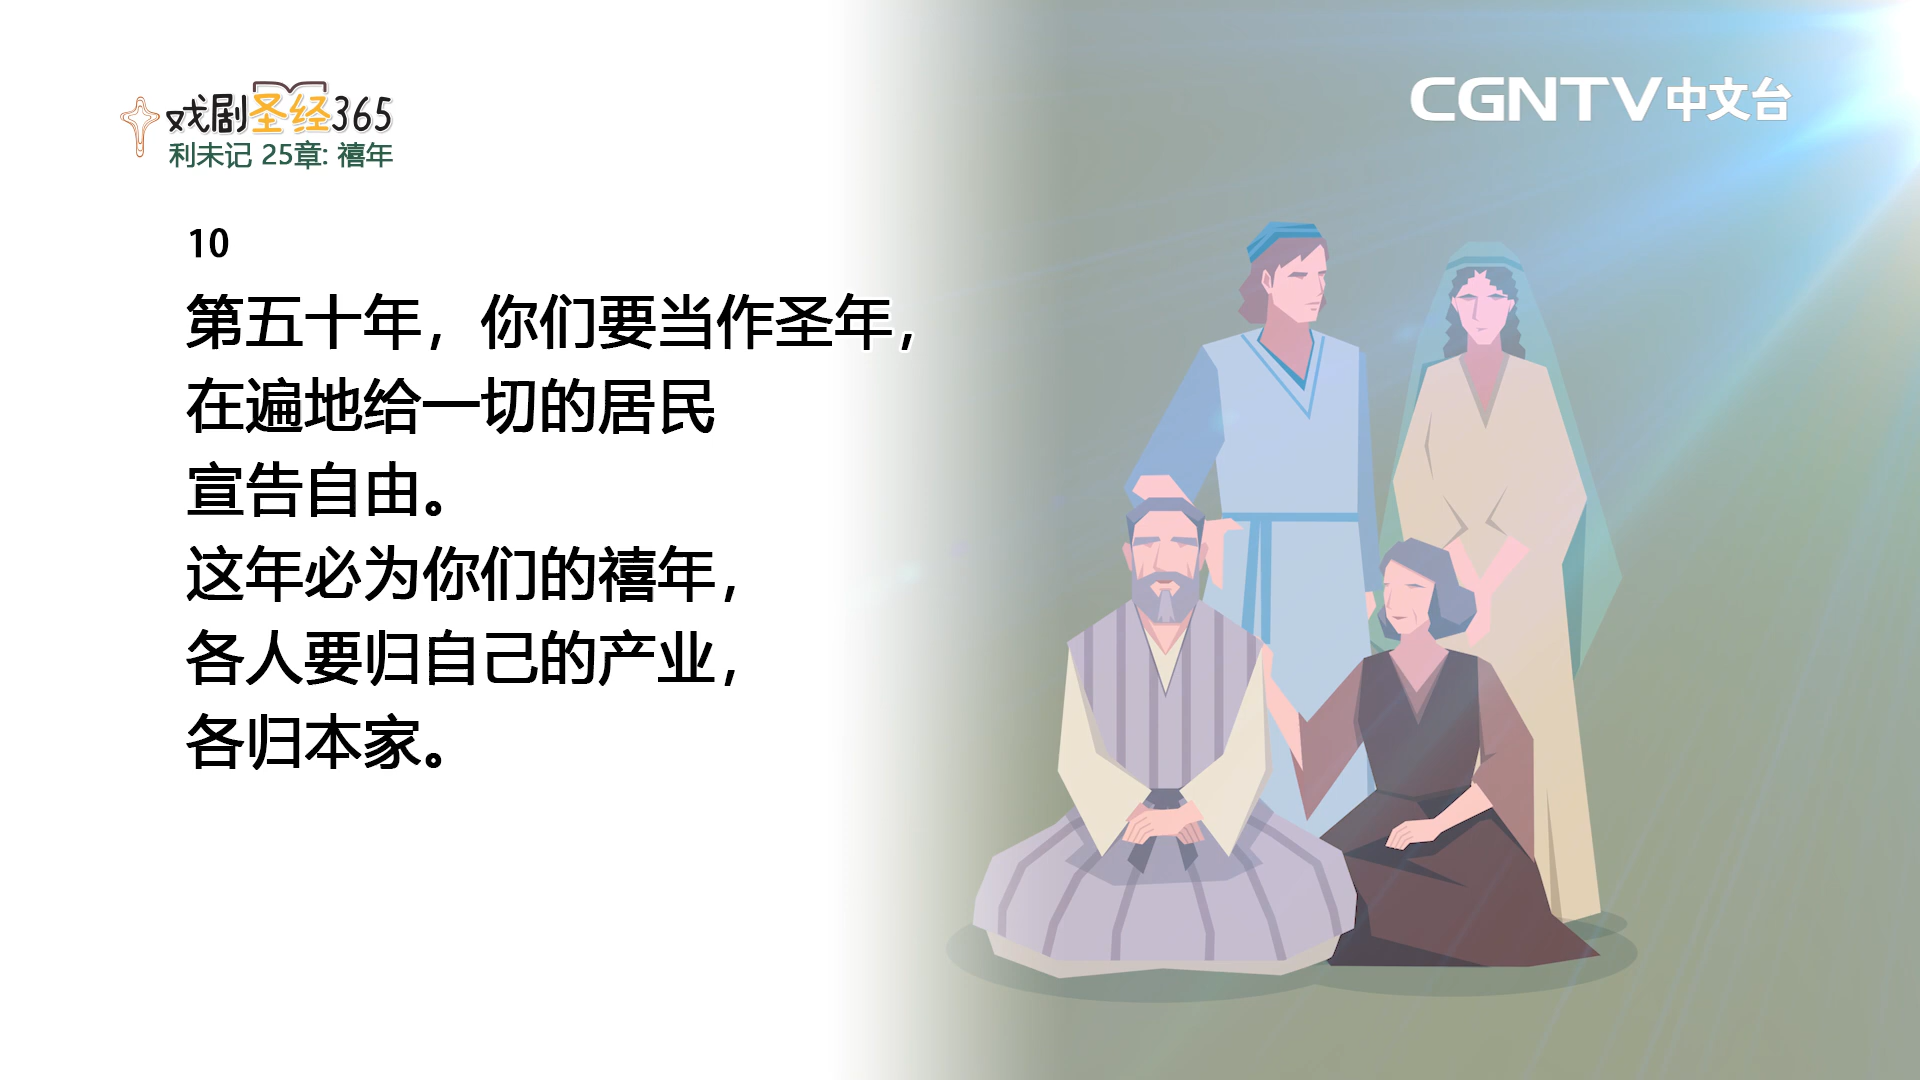 戏剧圣经365
利未记 25章: 禧年
CGNTV中文台
10
第五十年，你们要当作圣年，
在遍地给一切的居民
宣告自由。
这年必为你们的禧年，
各人要归自己的产业，
各归本家。